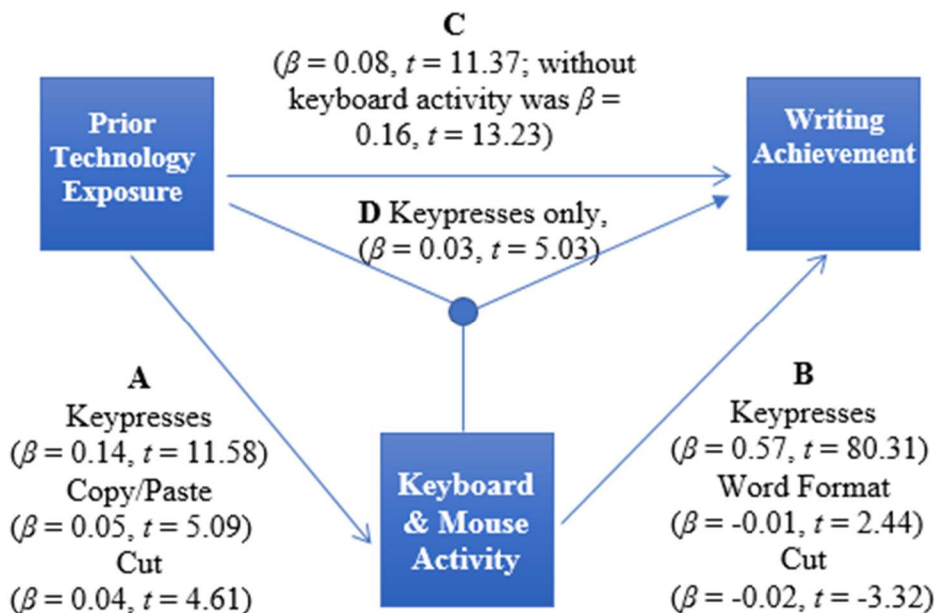 C
(β = 0.08, t = 11.37; without
keyboard activity was β =
0.16, t = 13.23)
Prior
Technology
Exposure
Writing
Achievement
D Keypresses only,
(β = 0.03, t = 5.03)
A
Keypresses
(β = 0.14, t = 11.58)
Copy/Paste
(β = 0.05, t = 5.09)
Cut
(β = 0.04, t = 4.61)
Keyboard
& Mouse
Activity
B
Keypresses
(β = 0.57, t = 80.31)
Word Format
(β = -0.01, t = 2.44)
Cut
(β = -0.02, t = -3.32)